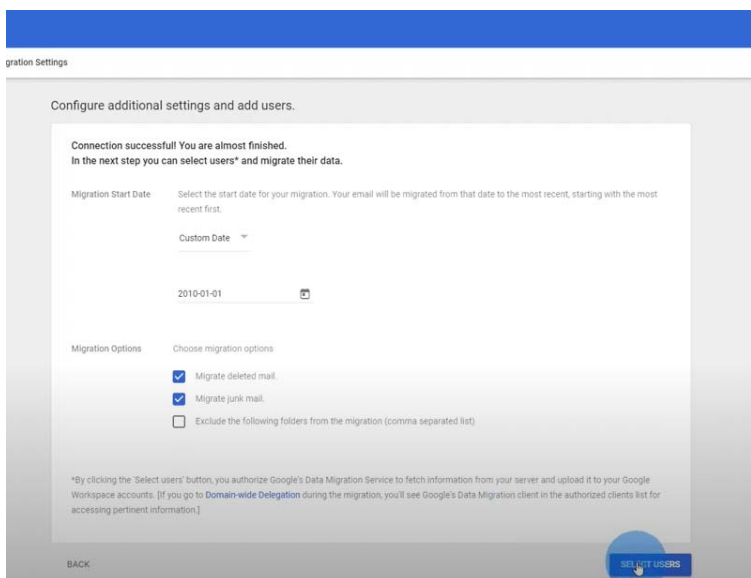 gration Settings
Configure additional settings and add users.
Connection successful! You are almost finished.
In the next step you can select users* and migrate their data.
Migration Start Date
Select the start date for your migration. Your email will be migrated from that date to the most recent, starting with the most
recent first.
Custom Date
2010-01-01
Migration Options
Choose migration options
Migrate deleted mail.
Migrate junk mail.
Exclude the following folders from the migration (comma separated list)
*By clicking the 'Select users' button, you authorize Google's Data Migration Service to fetch information from your server and upload it to your Google
Workspace accounts. [If you go to Domain-wide Delegation during the migration, you'll see Google's Data Migration client in the authorized clients list for
accessing pertinent information.]
BACK
SELECT USERS